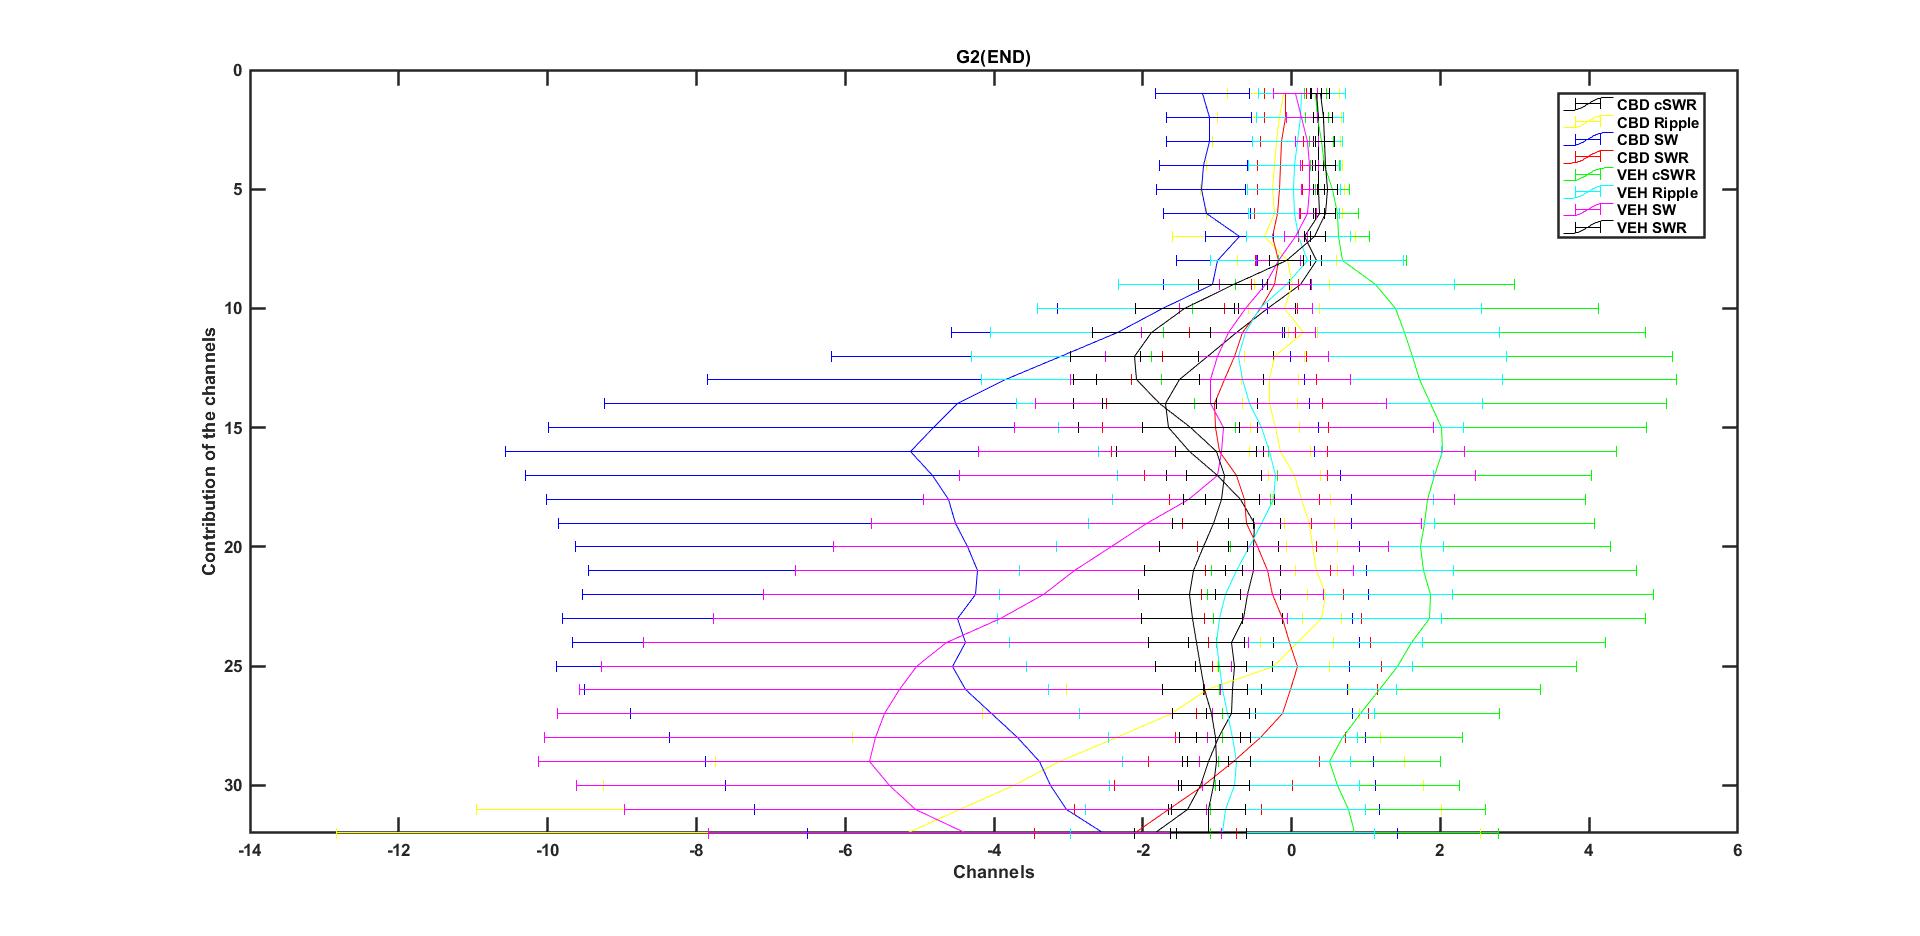 G2(END)
0
5
10
15
20
25
30
Contribution of the channels
CBD cSWR
CBD Ripple
CBD SW
CBD SWR
VEH cSWR
VEH Ripple
VEH SW
VEH SWR
-14 -12 -10 -8 -6 -4 -2 0 2 4 6
Channels